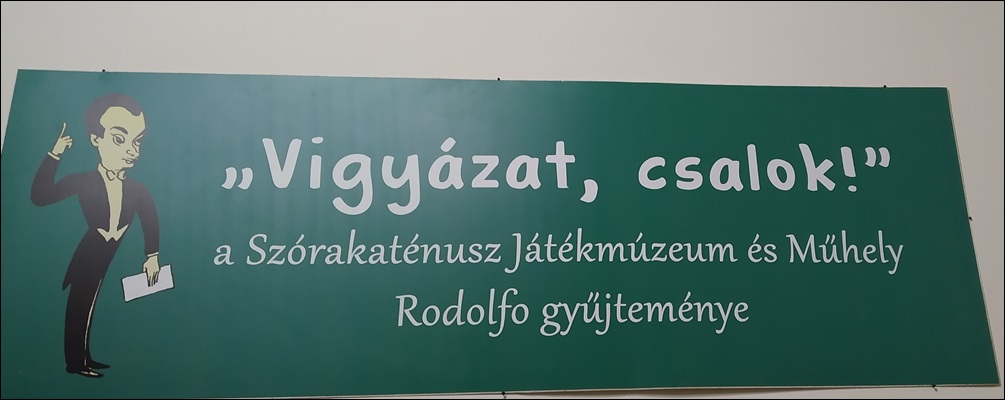 „Vigyázat, csalok!”
a Szórakaténusz Játékmúzeum és Műhely
Rodolfo gyűjteménye